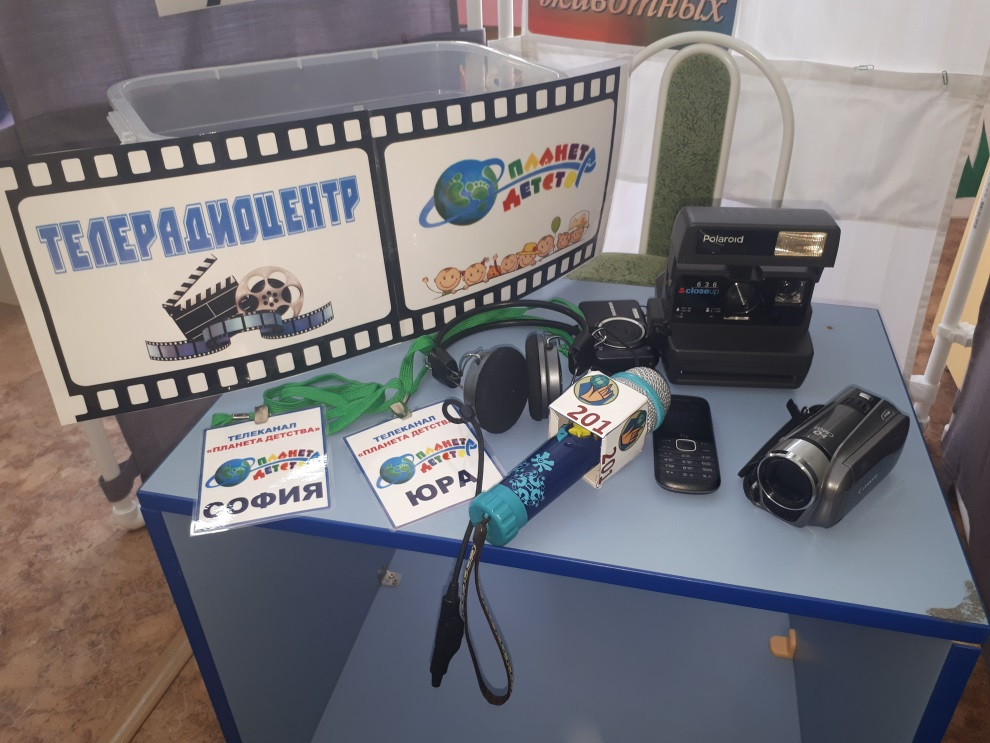 животных
ТЕЛЕРАДИОЦЕНТР
ПЛАНЕТА
ДЕТСТВА
Polaroid
636
closeup
ТЕЛЕКАНАЛ
«ПЛАНЕТА ДЕТСТВА»
ПЛАНЕТА
ДЕТСТВА
СОФИЯ
ТЕЛЕКАНАЛ
«ПЛАНЕТА ДЕТСТВА»
ПЛАНЕТА
ДЕТСТВА
ЮРА
201
201
Canon